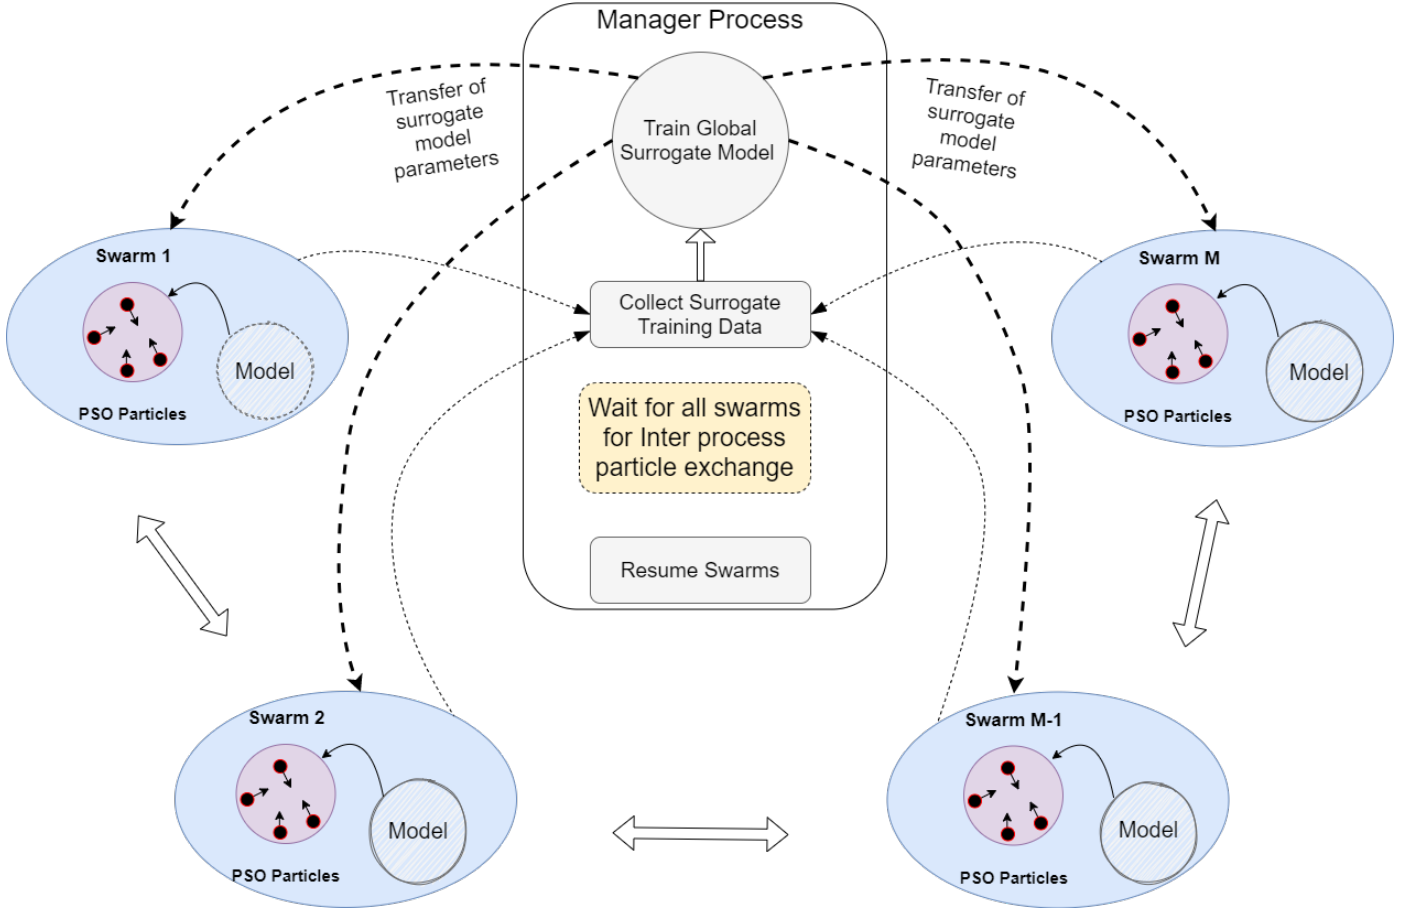 Manager Process
Transfer of
surrogate
model
parameters
Train Global
Surrogate Model
Transfer of
surrogate
model
parameters
Swarm 1
Model
PSO Particles
Collect Surrogate
Training Data
Swarm M
Model
PSO Particles
Wait for all swarms
for Inter process
particle exchange
Resume Swarms
Swarm 2
Model
PSO Particles
Swarm M-1
Model
PSO Particles